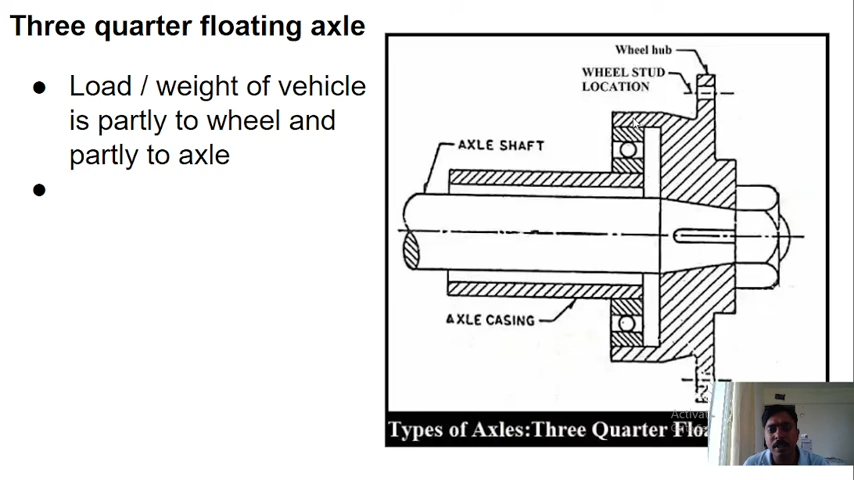 Three quarter floating axle
● Load / weight of vehicle
is partly to wheel and
partly to axle
●
Wheel hub
WHEEL STUD
LOCATION
AXLE SHAFT
AXLE CASING
Types of Axles:Three Quarter